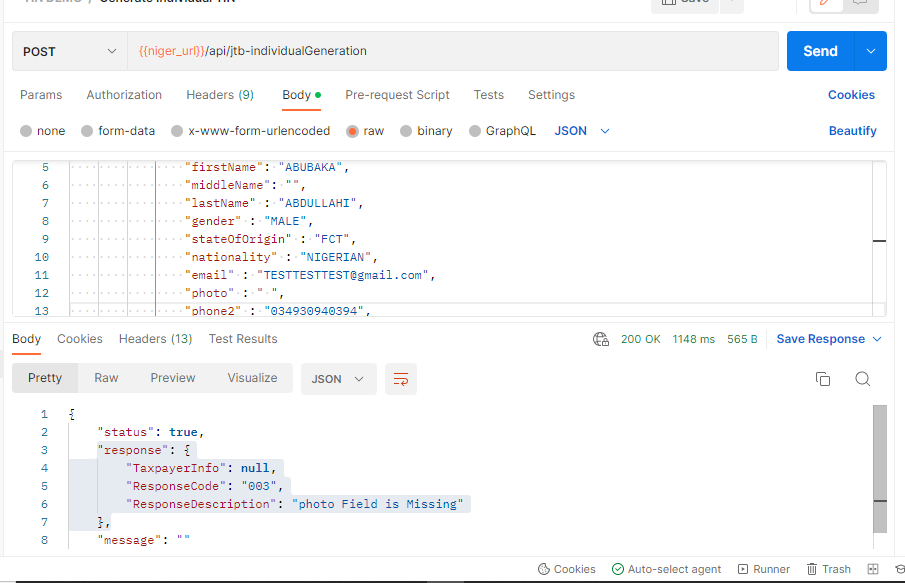 POST
{{niger_url}}/api/jtb-individualGeneration
Send
Params Authorization Headers (9) Body Pre-request Script Tests Settings Cookies
none form-data x-www-form-urlencoded raw binary GraphQL JSON Beautify
5 "firstName": "ABUBAKA",
6 "middleName": "",
7 "lastName" : "ABDULLAHI",
8 "gender" : "MALE",
9 "stateOfOrigin" : "FCT",
10 "nationality" : "NIGERIAN",
11 "email" : "TESTTESTTEST@gmail.com",
12 "photo" : " ",
13 "phone2" : "034930940394",
Body Cookies Headers (13) Test Results 200 OK 1148 ms 565 B Save Response
Pretty Raw Preview Visualize JSON
1 {
2 "status": true,
3 "response": {
4 "TaxpayerInfo": null,
5 "ResponseCode": "003",
6 "ResponseDescription": "photo Field is Missing"
7 },
8 "message": ""
Cookies Auto-select agent Runner Trash